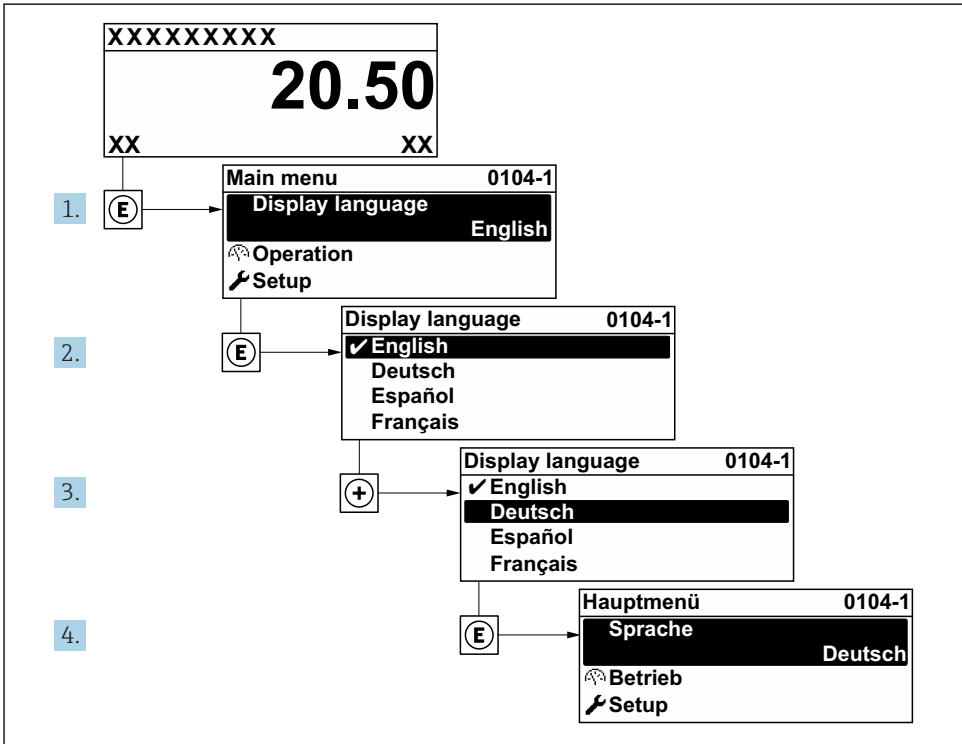 XXXXXXXXX
20.50
XX XX
1. E
Main menu 0104-1
Display language
English
Operation
Setup
2. E
Display language 0104-1
✔English
Deutsch
Español
Français
3. +
Display language 0104-1
✔English
Deutsch
Español
Français
4. E
Hauptmenü 0104-1
Sprache
Deutsch
Betrieb
Setup